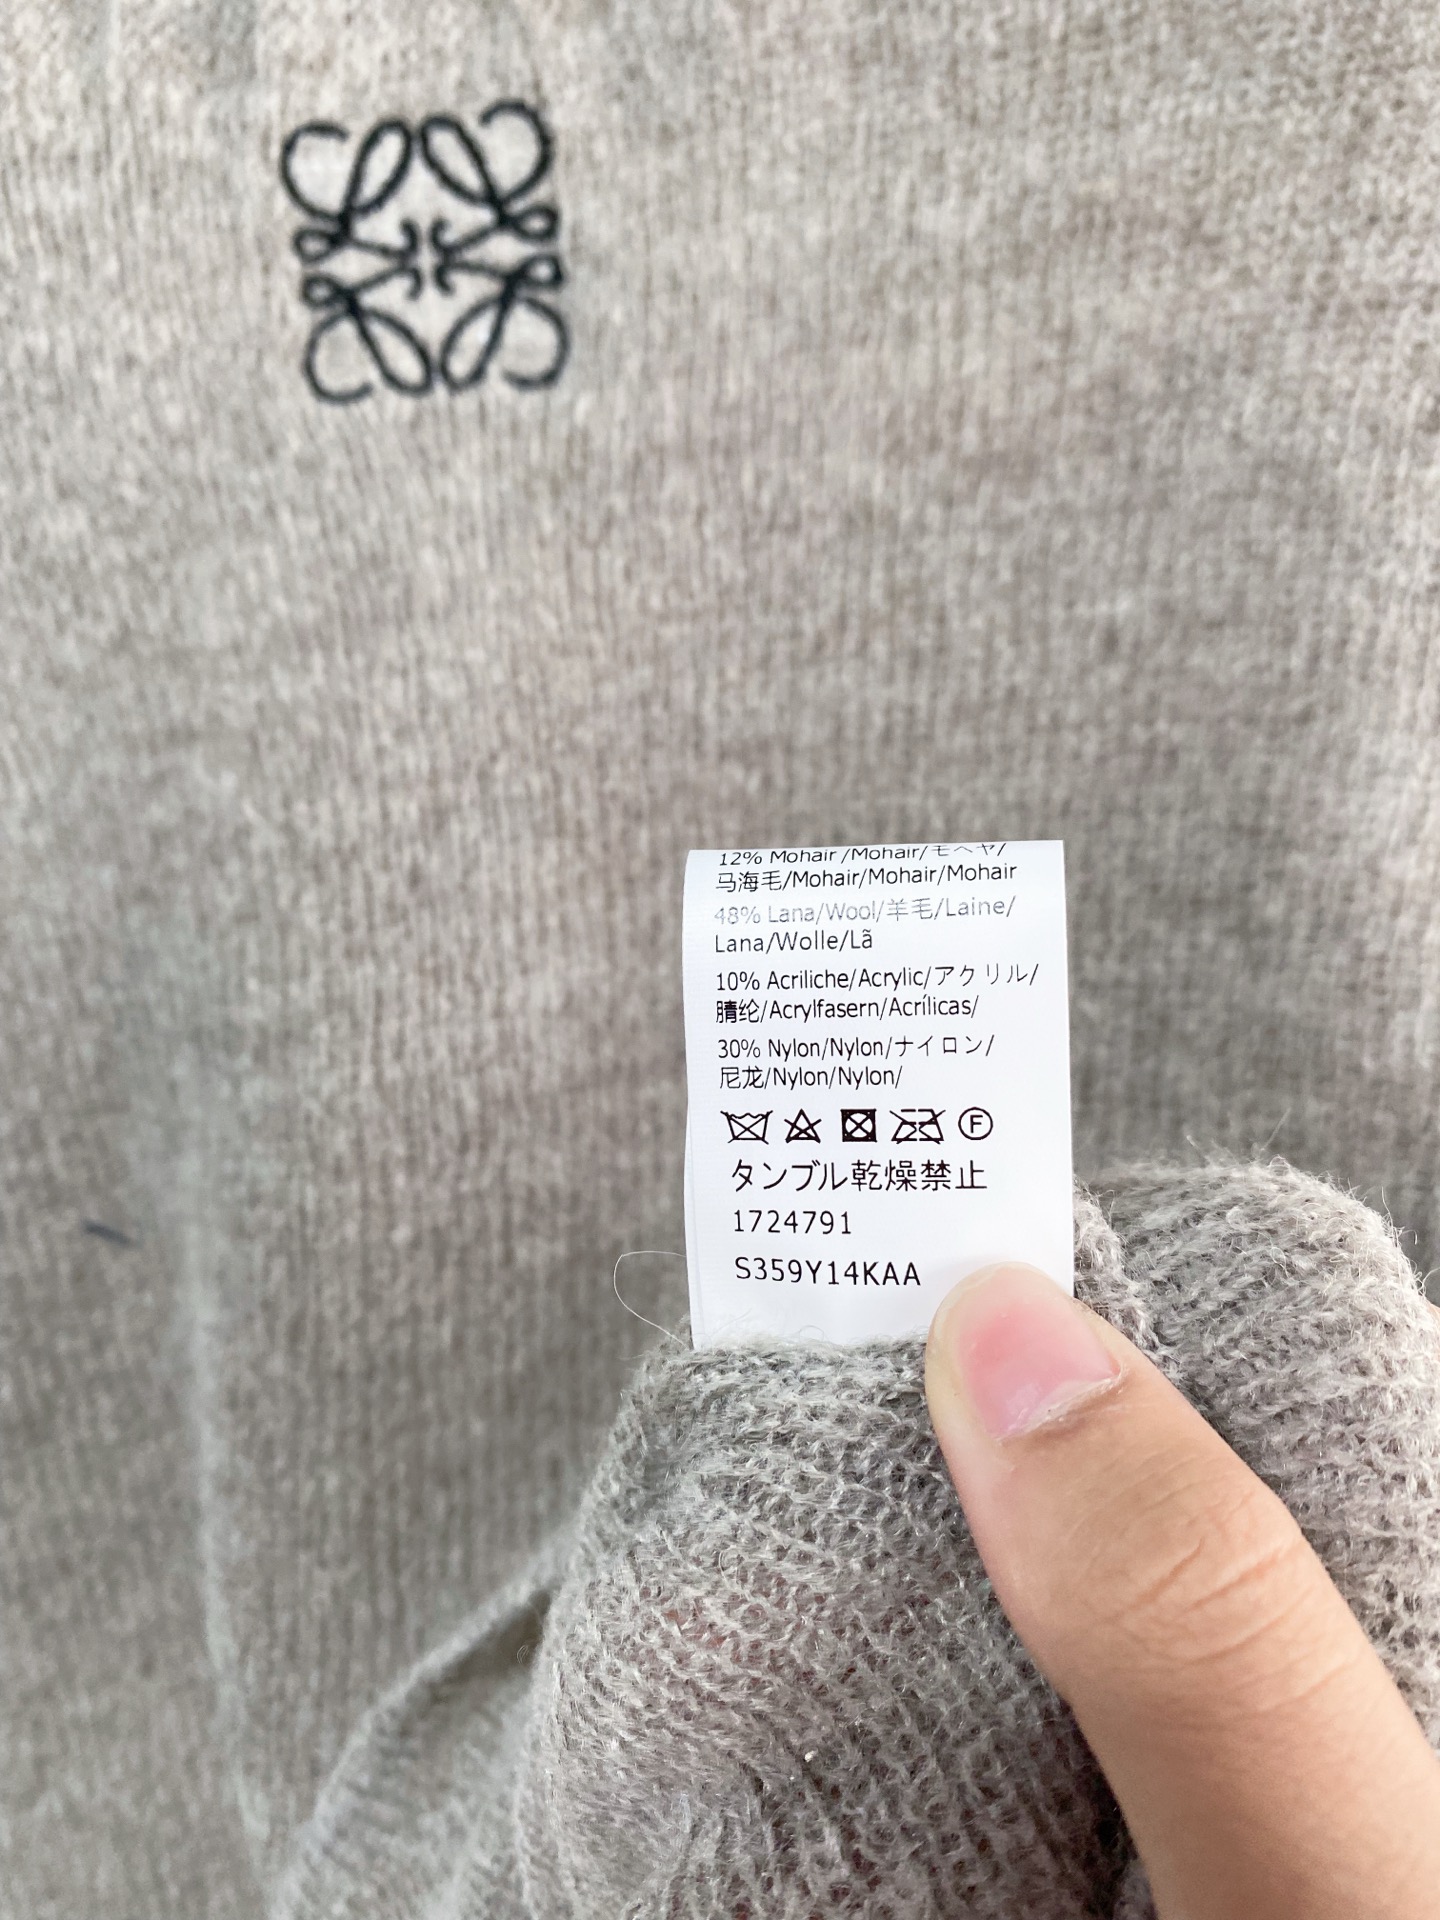 12% Mohair/Mohair/モヘヤ/
马海毛/Mohair/Mohair/Mohair
48% Lana/Wool/羊毛/Laine/
Lana/Wolle/Lã
10% Acriliche/Acrylic/アクリル/
腈纶/Acrylfasern/Acrílicas/
30% Nylon/Nylon/ナイロン/
尼龙/Nylon/Nylon/
F
タンブル乾燥禁止
1724791
S359Y14KAA